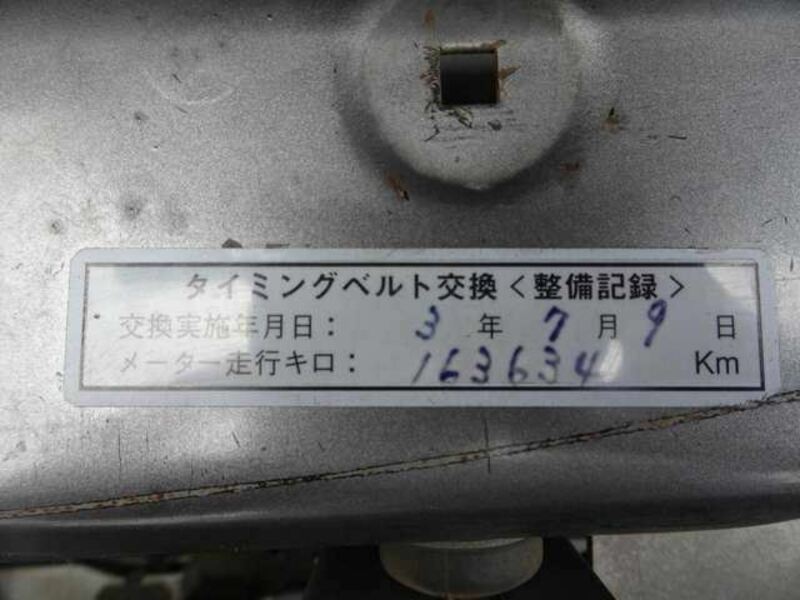 タイミングベルト交換<整備記録>
交換実施年月日: 3 年 7 月 9 日
メーター走行キロ: 163634 Km